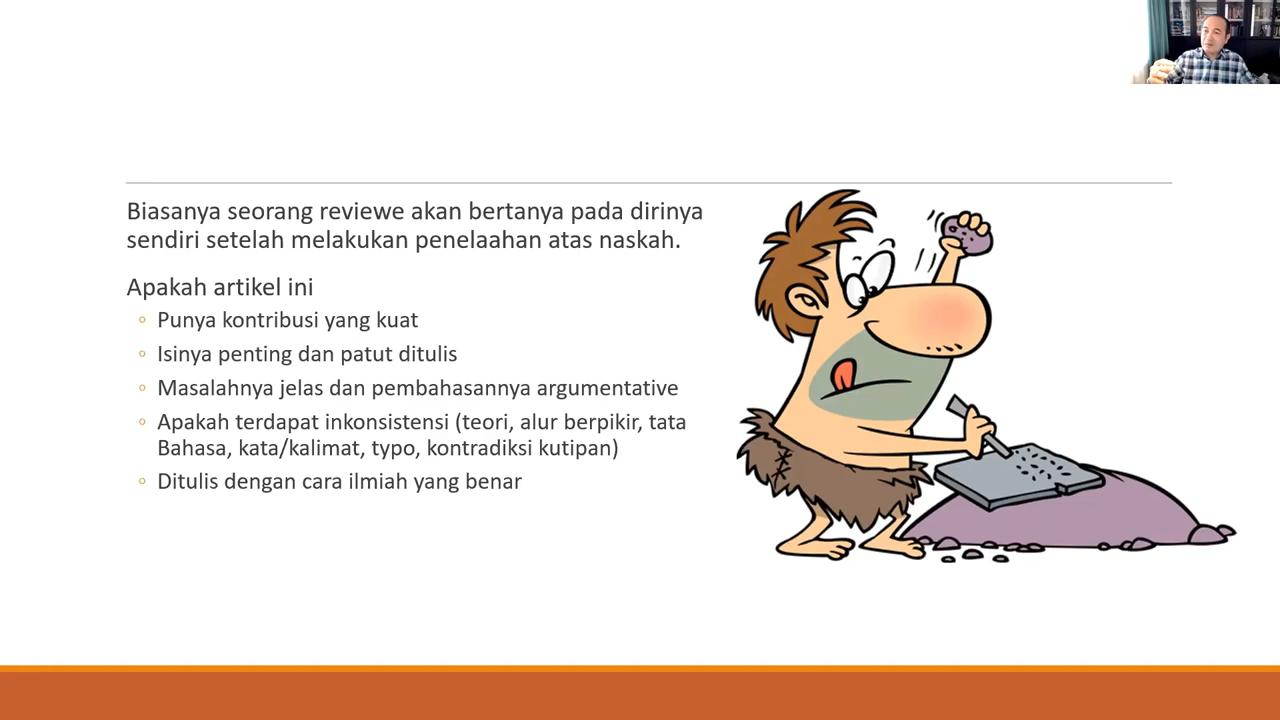 Biasanya seorang reviewe akan bertanya pada dirinya
sendiri setelah melakukan penelaahan atas naskah.
Apakah artikel ini
Punya kontribusi yang kuat
Isinya penting dan patut ditulis
Masalahnya jelas dan pembahasannya argumentative
Apakah terdapat inkonsistensi (teori, alur berpikir, tata
Bahasa, kata/kalimat, typo, kontradiksi kutipan)
Ditulis dengan cara ilmiah yang benar